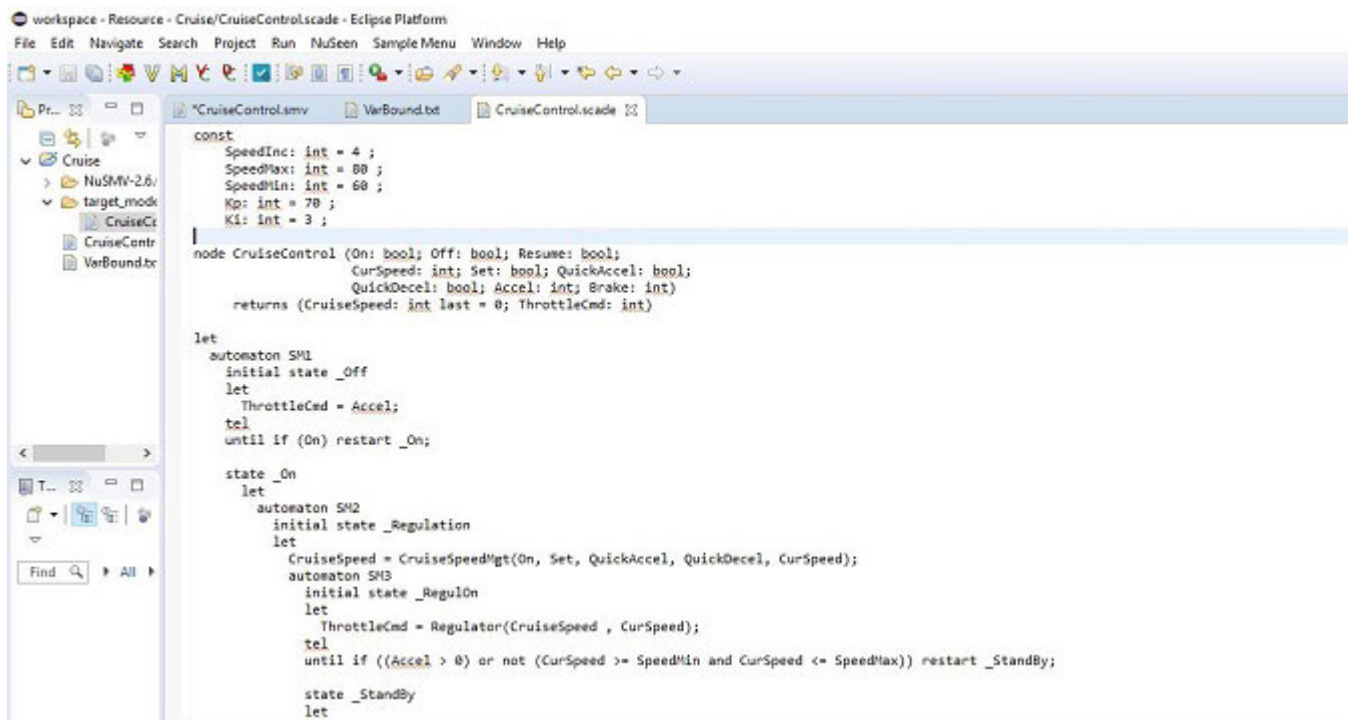 workspace - Resource - Cruise/CruiseControl.scade - Eclipse Platform
File Edit Navigate Search Project Run NuSeen Sample Menu Window Help
Pr...
*CruiseControl.smv VarBound.txt CruiseControl.scade
Cruise
NuSMV-2.6.
target_mode
CruiseCo
CruiseContr
VarBound.tx
T...
Find All
const
SpeedInc: int = 4 ;
SpeedMax: int = 80 ;
SpeedMin: int = 60 ;
Kp: int = 70 ;
Ki: int = 3 ;
node CruiseControl (On: bool; Off: bool; Resume: bool;
CurSpeed: int; Set: bool; QuickAccel: bool;
QuickDecel: bool; Accel: int; Brake: int)
returns (CruiseSpeed: int last = 0; ThrottleCmd: int)
let
automaton SM1
initial state _Off
let
ThrottleCmd = Accel;
tel
until if (On) restart _On;
state _On
let
automaton SM2
initial state _Regulation
let
CruiseSpeed = CruiseSpeedMgt(On, Set, QuickAccel, QuickDecel, CurSpeed);
automaton SM3
initial state _RegulOn
let
ThrottleCmd = Regulator(CruiseSpeed , CurSpeed);
tel
until if ((Accel > 0) or not (CurSpeed >= SpeedMin and CurSpeed <= SpeedMax)) restart _StandBy;
state _StandBy
let